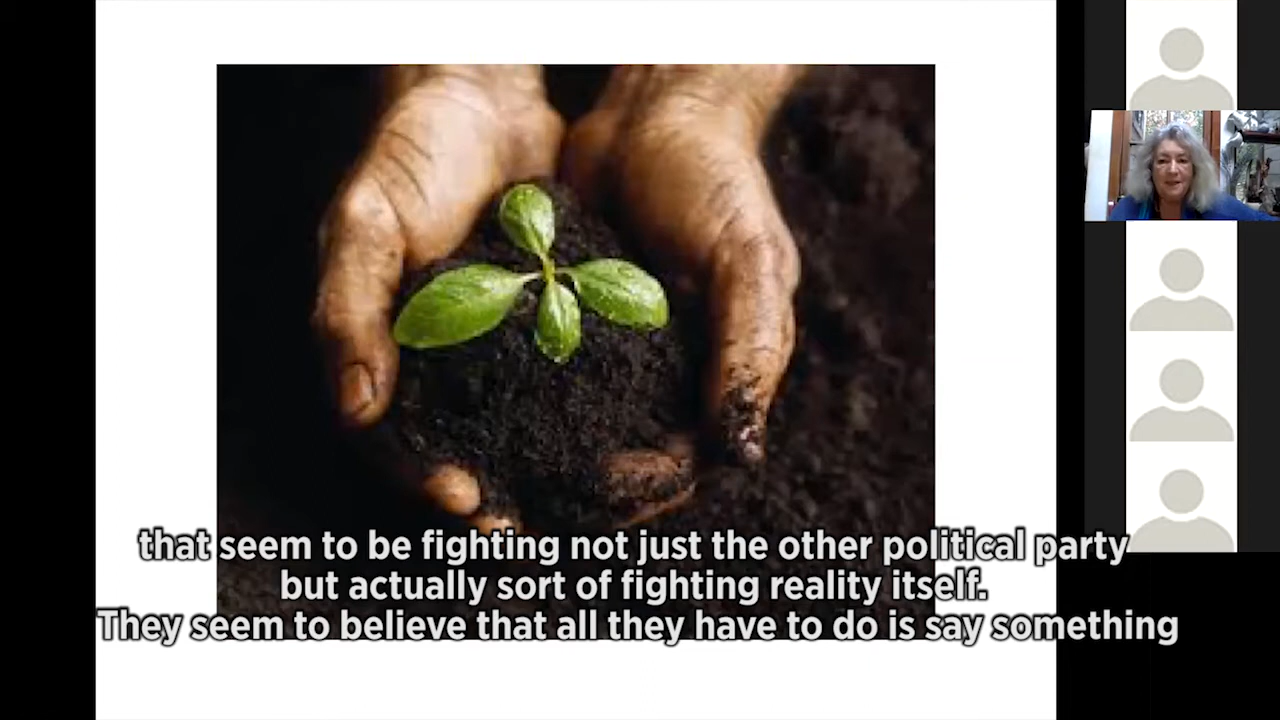 that seem to be fighting not just the other political party
but actually sort of fighting reality itself.
They seem to believe that all they have to do is say something